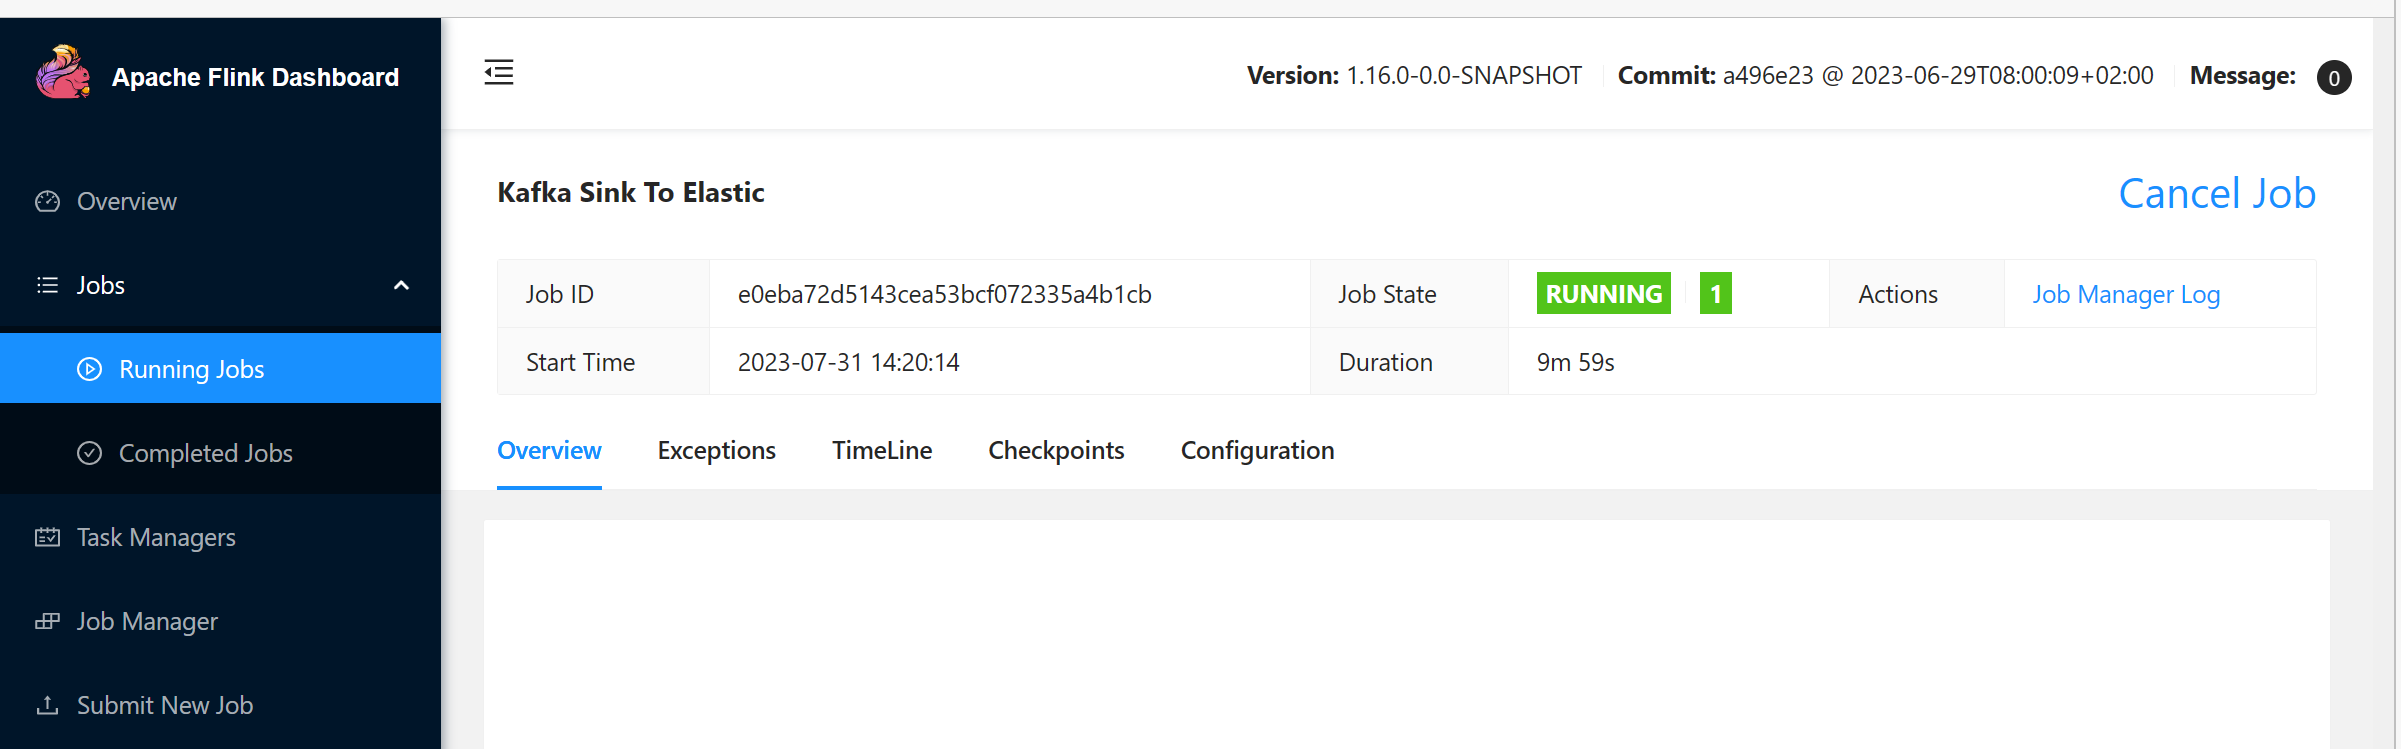 Apache Flink Dashboard
Version: 1.16.0-0.0-SNAPSHOT Commit: a496e23 @ 2023-06-29T08:00:09+02:00 Message: 0
Overview
Jobs
Running Jobs
Completed Jobs
Task Managers
Job Manager
Submit New Job
Kafka Sink To Elastic
Cancel Job
Job ID e0eba72d5143cea53bcf072335a4b1cb Job State RUNNING 1 Actions Job Manager Log
Start Time 2023-07-31 14:20:14 Duration 9m 59s
Overview Exceptions TimeLine Checkpoints Configuration